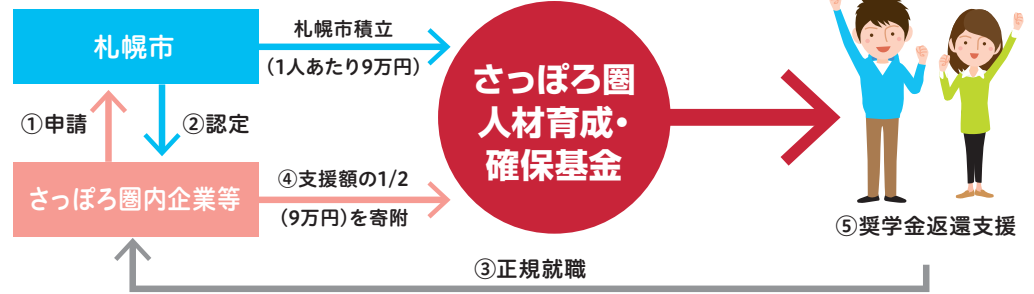 札幌市
札幌市積立
(1人あたり9万円)
①申請
②認定
さっぽろ圏
人材育成・
確保基金
さっぽろ圏内企業等
④支援額の1/2
(9万円)を寄附
⑤奨学金返還支援
③正規就職